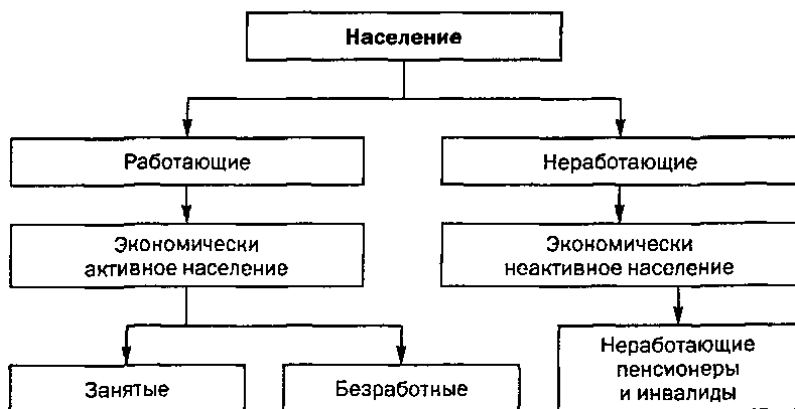 Население
Работающие
Неработающие
Экономически
активное население
Экономически
неактивное население
Занятые
Безработные
Неработающие
пенсионеры
и инвалиды